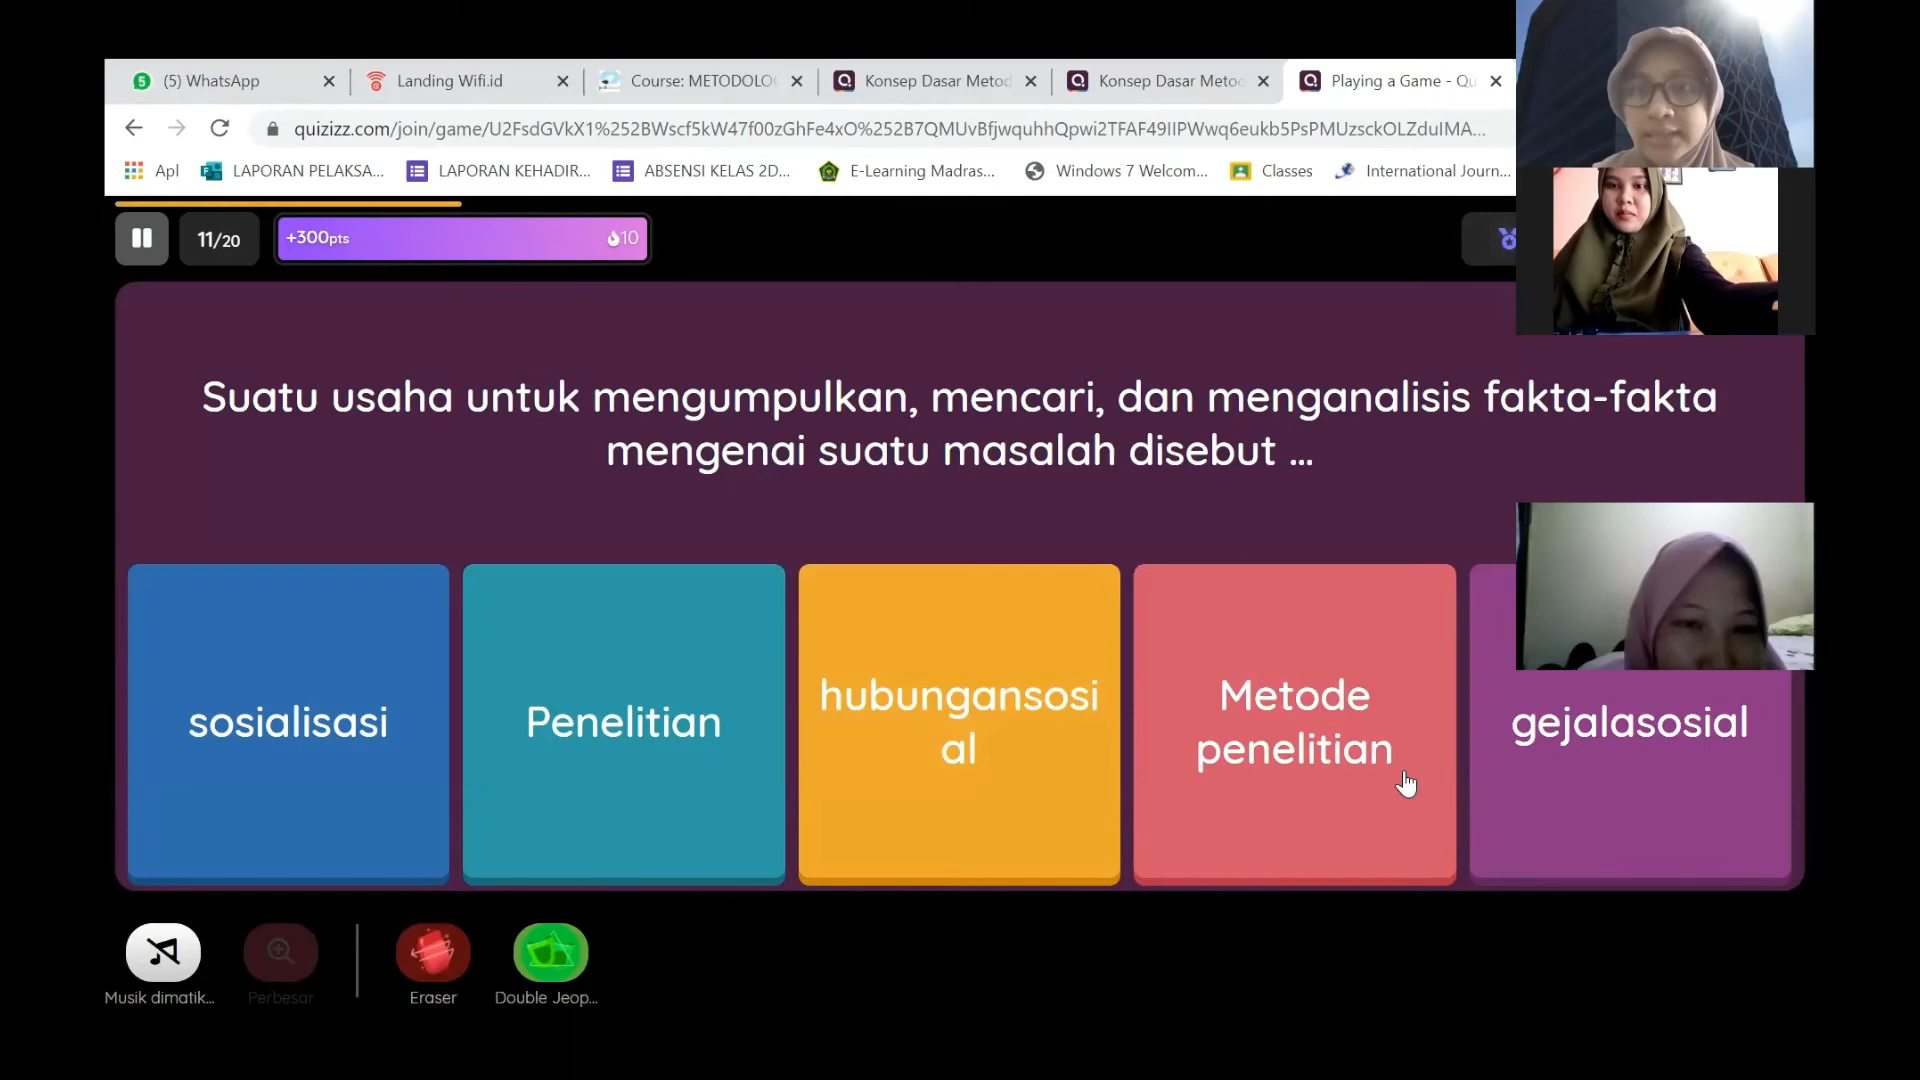 (5) WhatsApp
Landing Wifi.id
Course: METODOLO
Konsep Dasar Metod
Konsep Dasar Metod
Playing a Game - Qu
quizizz.com/join/game/U2FsdGVkX1%252BWscf5kW47f00zGhFe4xO%252B7QMUvBfjwquhhQpwi2TFAF49IIPWwq6eukb5PsPMUzsckOLZduIMA...
Apl
LAPORAN PELAKSA...
LAPORAN KEHADIR...
ABSENSI KELAS 2D...
E-Learning Madras...
Windows 7 Welcom...
Classes
International Journ...
11/20
+300pts
10
Suatu usaha untuk mengumpulkan, mencari, dan menganalisis fakta-fakta
mengenai suatu masalah disebut ...
sosialisasi
Penelitian
hubungansosi
al
Metode
penelitian
gejalasosial
Musik dimatik...
Perbesar
Eraser
Double Jeop...